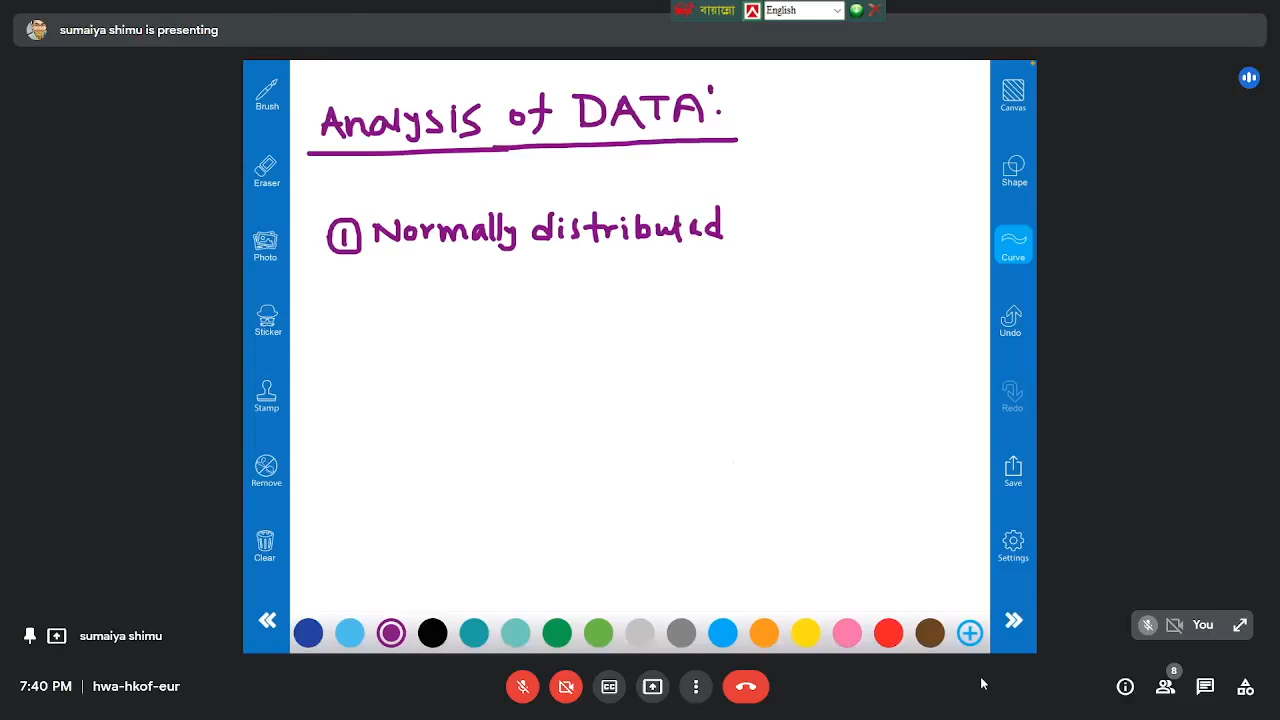 বায়ান্নো
English
sumaiya shimu is presenting
Brush
Analysis of DATA:
Canvas
Eraser
Shape
① Normally distributed
Photo
Curve
Sticker
Undo
Stamp
Redo
Remove
Save
Clear
Settings
sumaiya shimu
You
7:40 PM | hwa-hkof-eur
CC
8